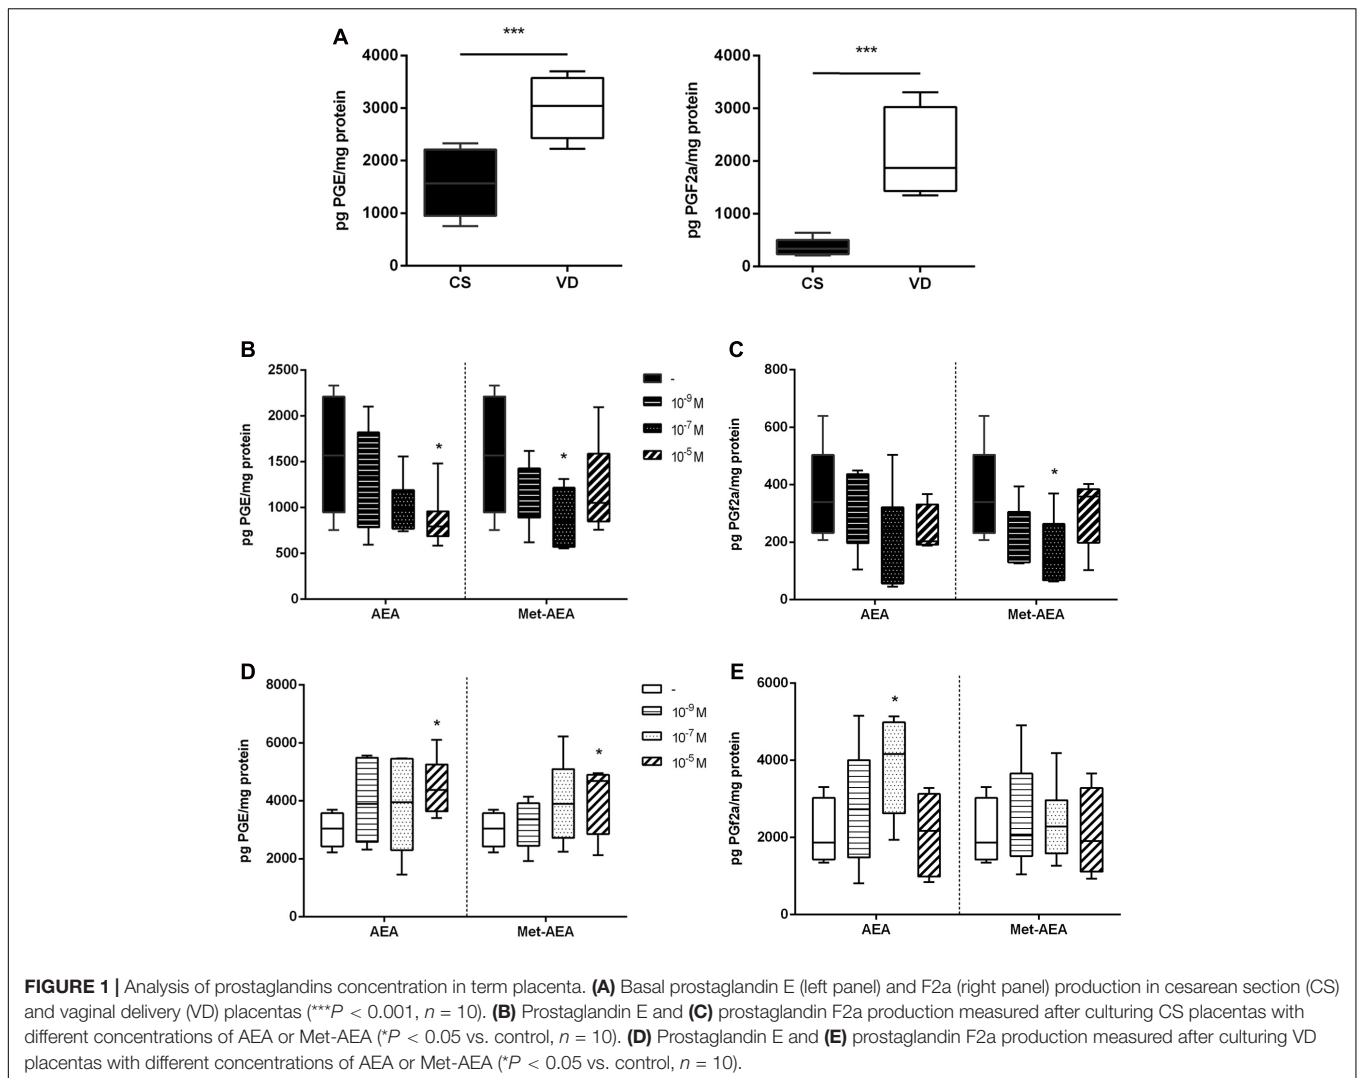 A
***
4000
3000
2000
1000
0
pg PGE/mg protein
CS
VD
***
4000
3000
2000
1000
0
pg PGF2a/mg protein
CS
VD
B
2500
2000
1500
1000
500
0
pg PGE/mg protein
*
*
AEA
Met-AEA
-
10⁻⁹ M
10⁻⁷ M
10⁻⁵ M
C
800
600
400
200
0
pg PGf2a/mg protein
*
AEA
Met-AEA
D
8000
6000
4000
2000
0
pg PGE/mg protein
*
*
AEA
Met-AEA
-
10⁻⁹ M
10⁻⁷ M
10⁻⁵ M
E
6000
4000
2000
0
pg PGf2a/mg protein
*
AEA
Met-AEA
FIGURE 1 | Analysis of prostaglandins concentration in term placenta. (A) Basal prostaglandin E (left panel) and F2a (right panel) production in cesarean section (CS)
and vaginal delivery (VD) placentas (***P < 0.001, n = 10). (B) Prostaglandin E and (C) prostaglandin F2a production measured after culturing CS placentas with
different concentrations of AEA or Met-AEA (*P < 0.05 vs. control, n = 10). (D) Prostaglandin E and (E) prostaglandin F2a production measured after culturing VD
placentas with different concentrations of AEA or Met-AEA (*P < 0.05 vs. control, n = 10).